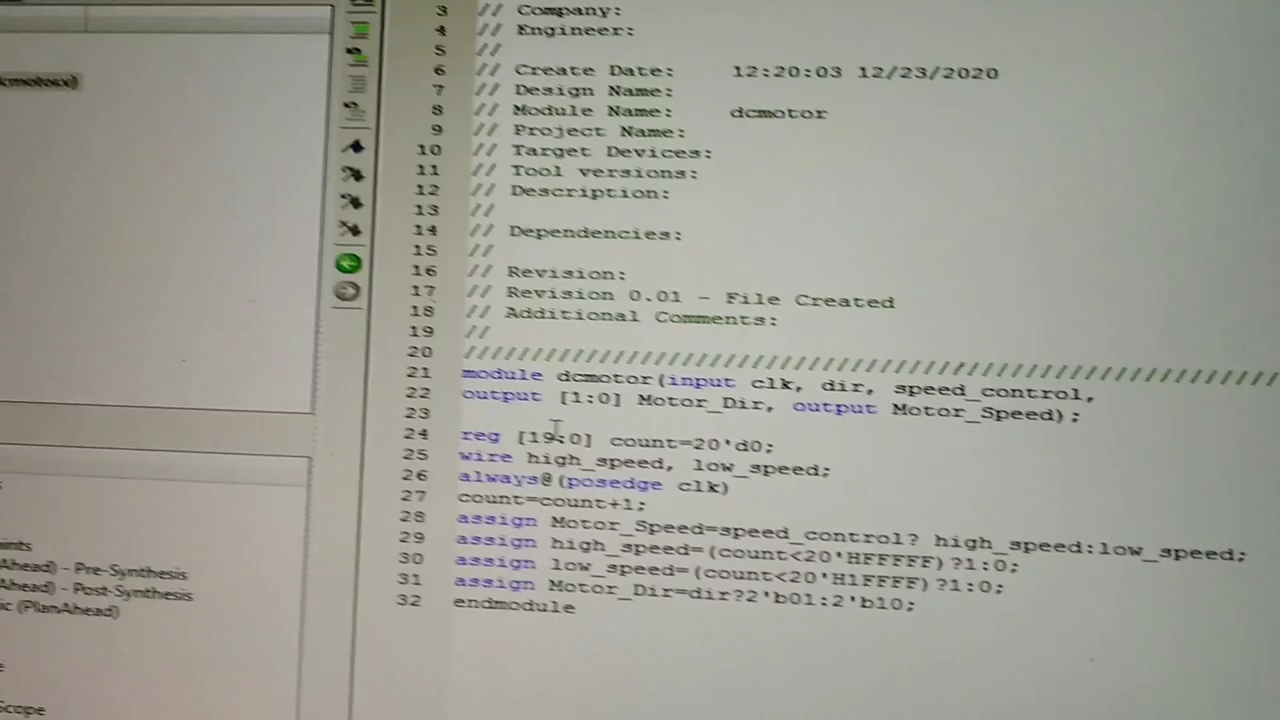 cmotor.v)
ints
Ahead) - Pre-Synthesis
Ahead) - Post-Synthesis
ic (PlanAhead)
e
Scope
3 // Company:
4 // Engineer:
5 //
6 // Create Date: 12:20:03 12/23/2020
7 // Design Name:
8 // Module Name: dcmotor
9 // Project Name:
10 // Target Devices:
11 // Tool versions:
12 // Description:
13 //
14 // Dependencies:
15 //
16 // Revision:
17 // Revision 0.01 - File Created
18 // Additional Comments:
19 //
20 ////////////////////////////////////////////////////////////////
21 module dcmotor(input clk, dir, speed_control,
22 output [1:0] Motor_Dir, output Motor_Speed);
23
24 reg [19:0] count=20'd0;
25 wire high_speed, low_speed;
26 always@(posedge clk)
27 count=count+1;
28 assign Motor_Speed=speed_control? high_speed:low_speed;
29 assign high_speed=(count<20'HFFFFF)?1:0;
30 assign low_speed=(count<20'H1FFFF)?1:0;
31 assign Motor_Dir=dir?2'b01:2'b10;
32 endmodule